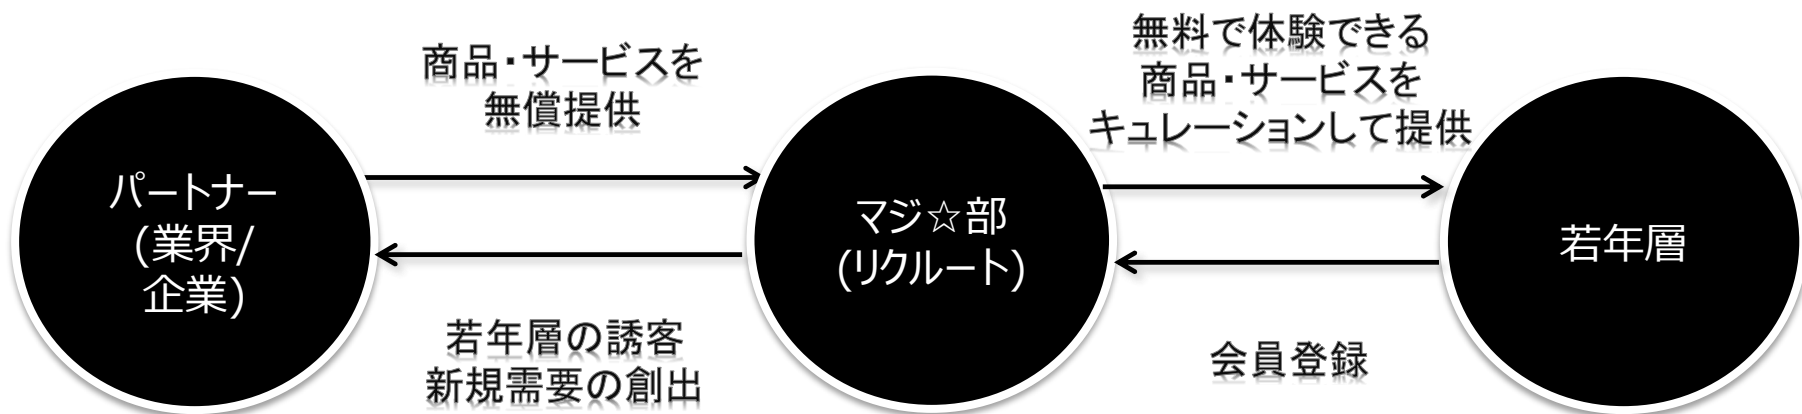 パートナー
(業界/
企業)
商品・サービスを
無償提供
若年層の誘客
新規需要の創出
マジ☆部
(リクルート)
無料で体験できる
商品・サービスを
キュレーションして提供
会員登録
若年層